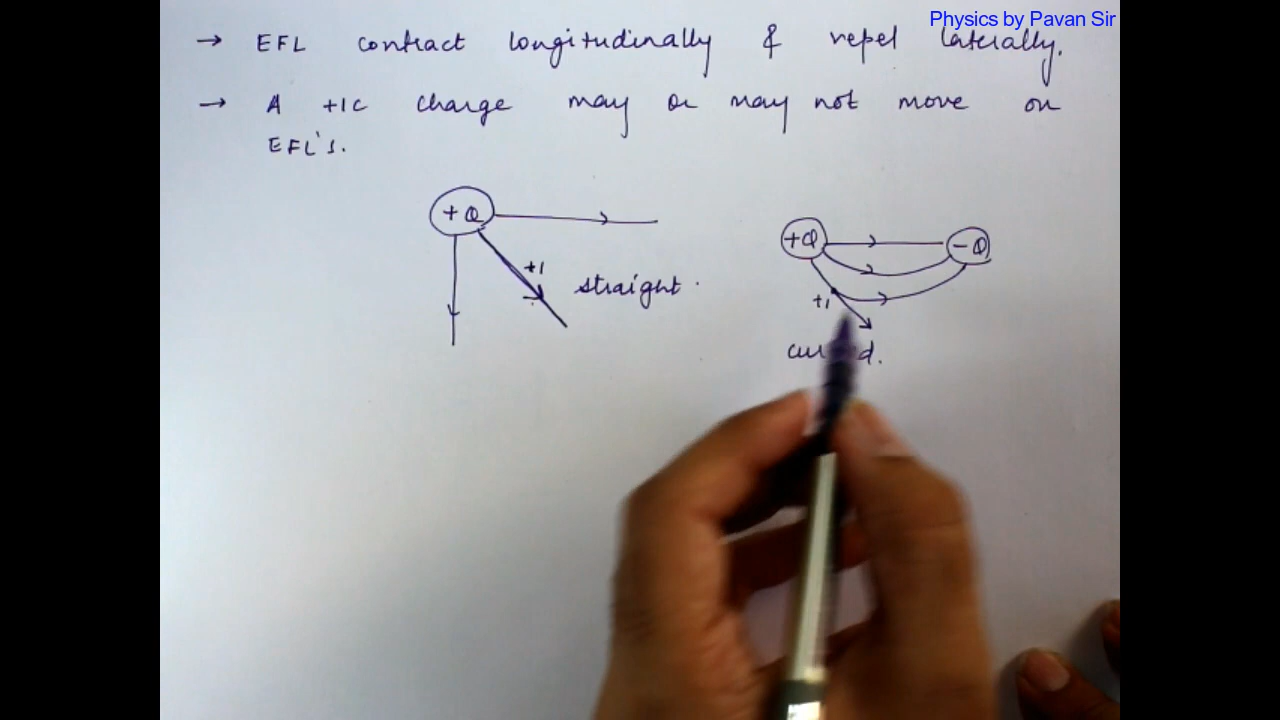 Physics by Pavan Sir
→ EFL contract longitudinally & repel laterally.
→ A +1C charge may or may not move on
EFL's.
+Q
+1
straight.
+Q
-Q
+1